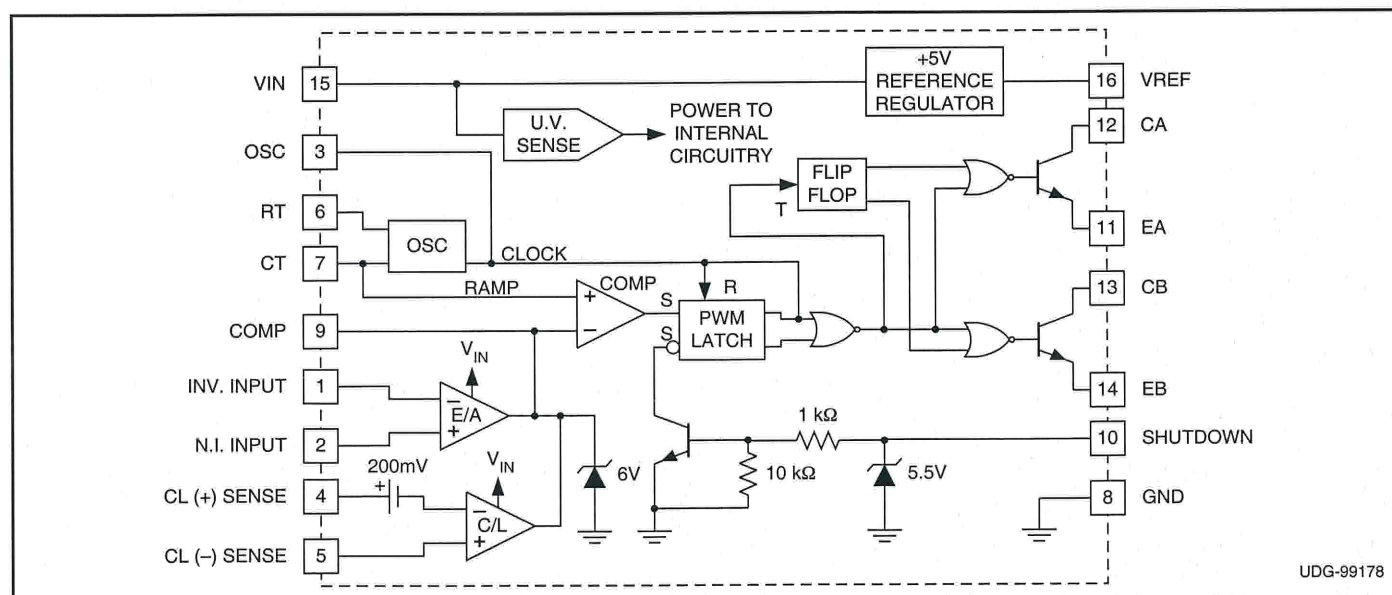 VIN
15
+5V
REFERENCE
REGULATOR
16
VREF
U.V.
SENSE
POWER TO
INTERNAL
CIRCUITRY
12
CA
OSC
3
FLIP
FLOP
T
RT
6
11
EA
OSC
CLOCK
CT
7
RAMP
COMP
+
–
S
R
PWM
LATCH
S
13
CB
COMP
9
VIN
INV. INPUT
1
–
E/A
+
14
EB
1 kΩ
N.I. INPUT
2
10
SHUTDOWN
200mV
+
VIN
6V
10 kΩ
5.5V
CL (+) SENSE
4
–
C/L
+
8
GND
CL (–) SENSE
5
UDG-99178